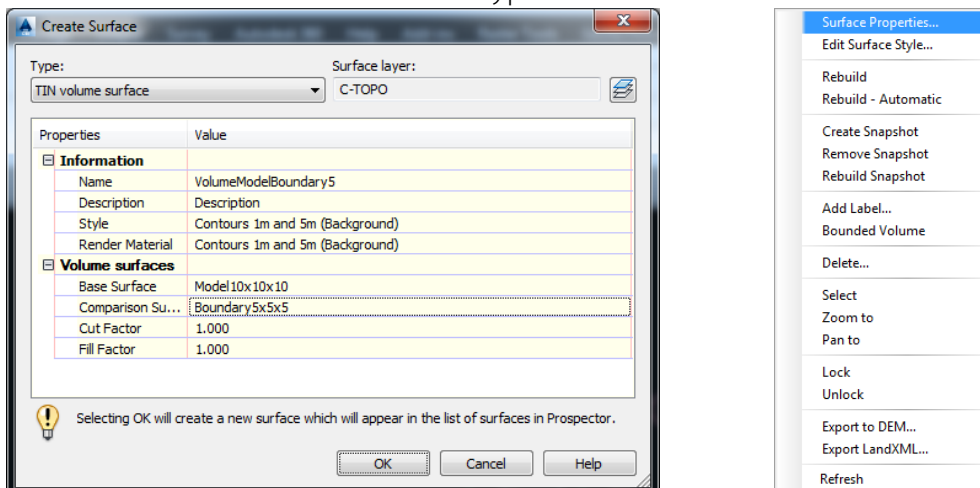 Create Surface
Type:
Surface layer:
TIN volume surface
C-TOPO
Properties Value
Information
Name VolumeModelBoundary5
Description Description
Style Contours 1m and 5m (Background)
Render Material Contours 1m and 5m (Background)
Volume surfaces
Base Surface Model10x10x10
Comparison Su... Boundary5x5x5
Cut Factor 1.000
Fill Factor 1.000
Selecting OK will create a new surface which will appear in the list of surfaces in Prospector.
OK Cancel Help
Surface Properties...
Edit Surface Style...
Rebuild
Rebuild - Automatic
Create Snapshot
Remove Snapshot
Rebuild Snapshot
Add Label...
Bounded Volume
Delete...
Select
Zoom to
Pan to
Lock
Unlock
Export to DEM...
Export LandXML...
Refresh